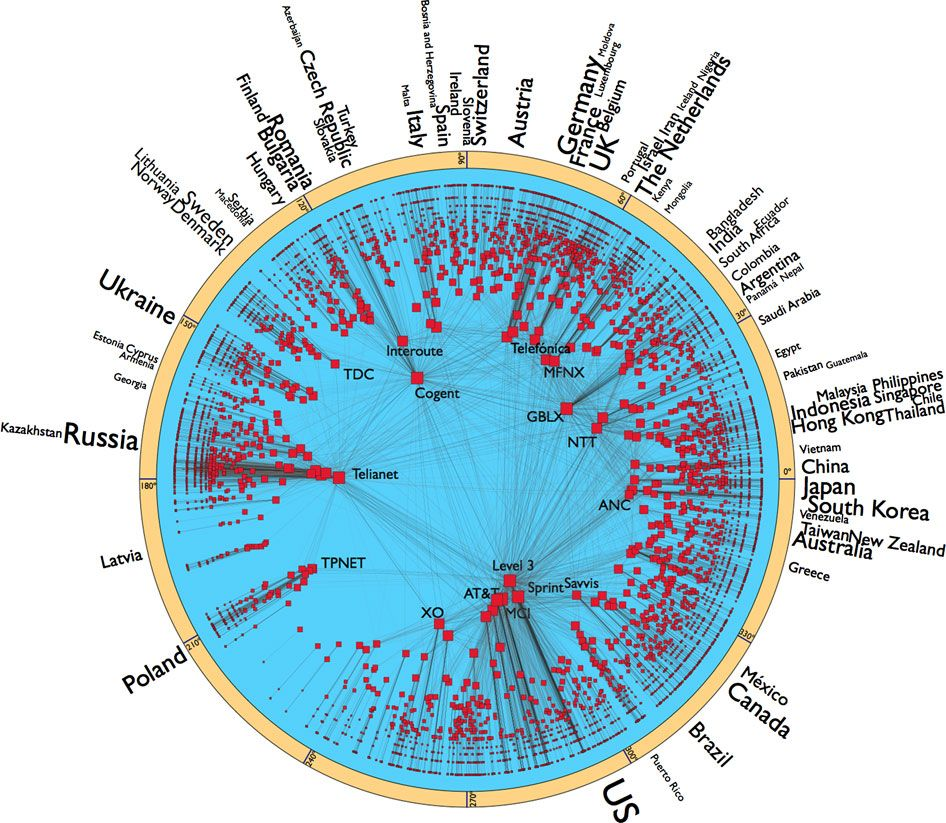 Azerbaijan
Czech Republic
Turkey
Slovakia
Malta
Italy
Bosnia and Herzegovina
Spain
Ireland
Slovenia
Switzerland
Austria
Germany
Moldova
France
Luxembourg
UK
Belgium
Portugal
Israel
Iran
Iceland
Nigeria
The Netherlands
Kenya
Mongolia
Bangladesh
India
Ecuador
South Africa
Colombia
Argentina
Panama
Nepal
Saudi Arabia
Egypt
Pakistan
Guatemala
Malaysia
Philippines
Indonesia
Singapore
Chile
Hong Kong
Thailand
Vietnam
China
Japan
South Korea
Venezuela
Taiwan
New Zealand
Australia
Greece
México
Canada
Brazil
Puerto Rico
US
Poland
Latvia
Kazakhstan
Russia
Georgia
Armenia
Estonia
Cyprus
Ukraine
Norway
Lithuania
Denmark
Sweden
Macedonia
Serbia
Hungary
Bulgaria
Finland
Romania
90°
60°
30°
0°
330°
300°
270°
240°
210°
180°
150°
120°
Interoute
TDC
Cogent
Telefónica
MFNX
GBLX
NTT
Telianet
ANC
TPNET
Level 3
AT&T
Sprint
Savvis
MCI
XO